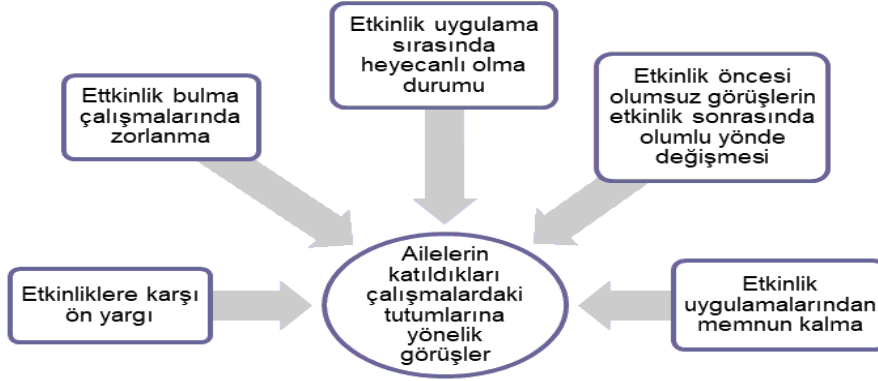 Etkinlik uygulama
sırasında
heyecanlı olma
durumu
Ettkinlik bulma
çalışmalarında
zorlanma
Etkinlik öncesi
olumsuz görüşlerin
etkinlik sonrasında
olumlu yönde
değişmesi
Etkinliklere karşı
ön yargı
Ailelerin
katıldıkları
çalışmalardaki
tutumlarına
yönelik
görüşler
Etkinlik
uygulamalarından
memnun kalma